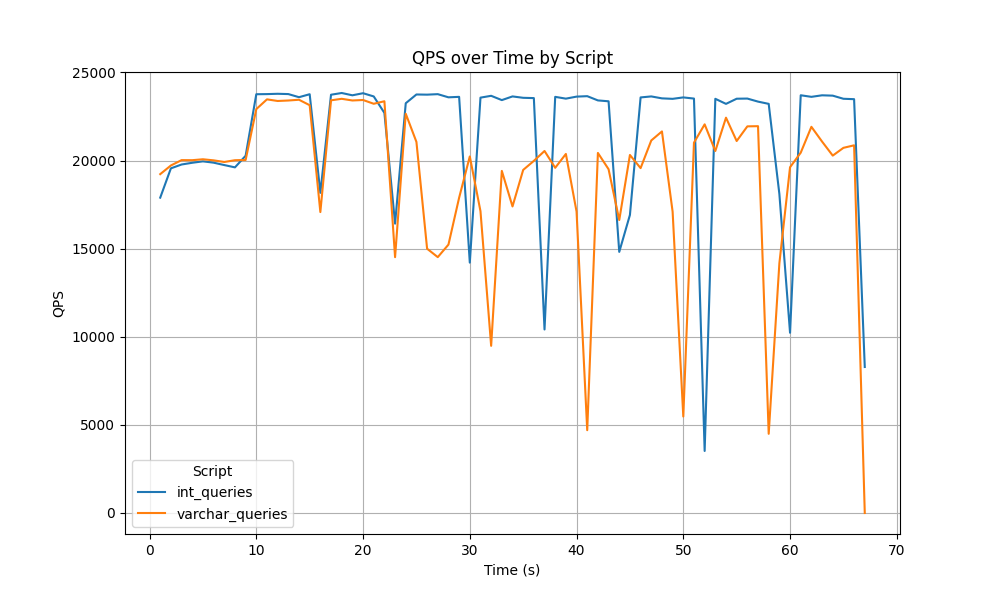 QPS over Time by Script
25000
20000
15000
10000
5000
0
QPS
Script
int_queries
varchar_queries
0 10 20 30 40 50 60 70
Time (s)